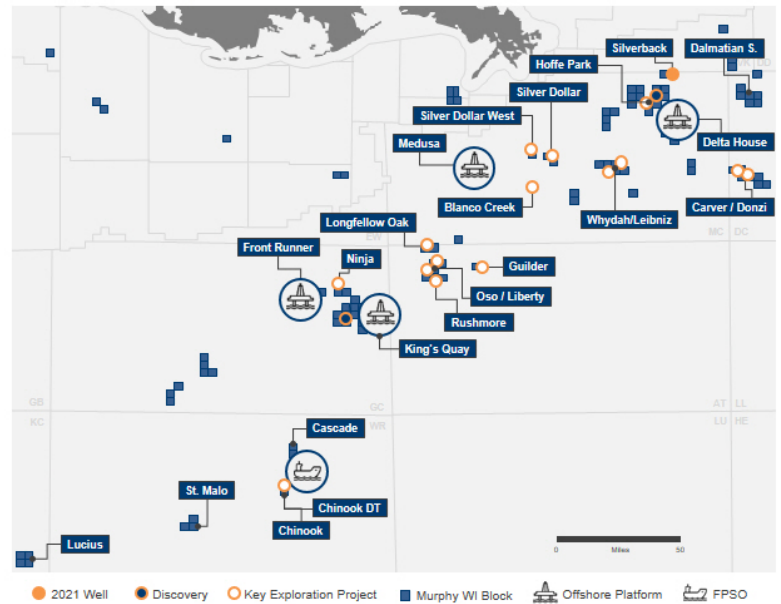 Silverback
Dalmatian S.
Hoffe Park
VK DD
Silver Dollar
Silver Dollar West
Medusa
Delta House
Blanco Creek
Whydah/Leibniz
Carver / Donzi
Longfellow Oak
EW
MC DC
Front Runner
Ninja
Guilder
Oso / Liberty
Rushmore
King's Quay
GB
GC
AT LL
KC
WR
LU HE
Cascade
St. Malo
Chinook DT
Chinook
Lucius
0 Miles 50
2021 Well Discovery Key Exploration Project Murphy WI Block Offshore Platform FPSO